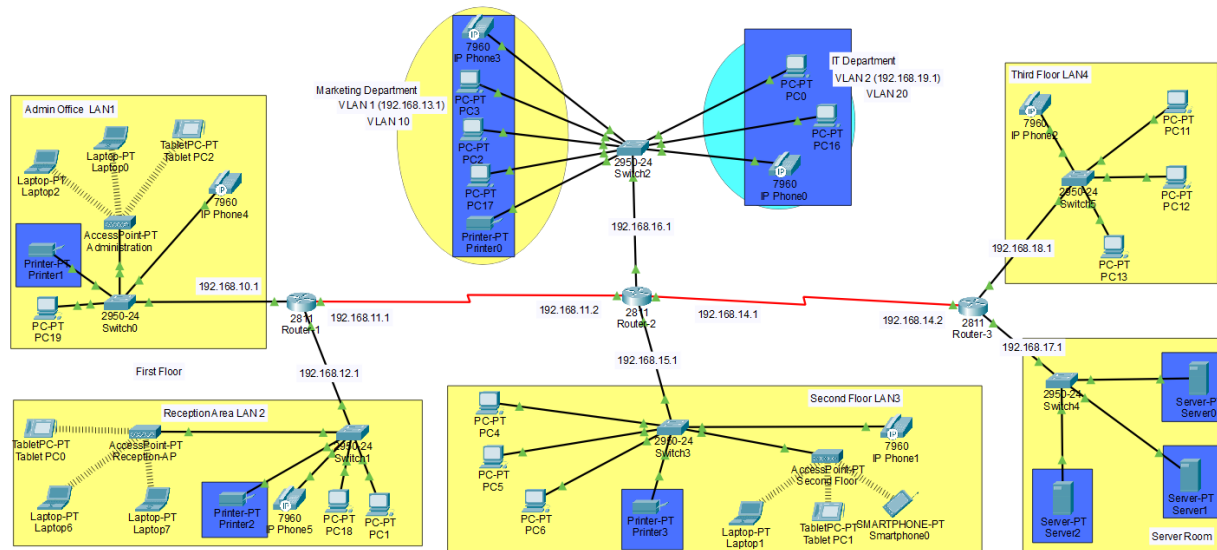 Admin Office LAN1
Laptop-PT
Laptop2
Laptop-PT
Laptop0
TabletPC-PT
Tablet PC2
7960
IP Phone4
AccessPoint-PT
Administration
Printer-PT
Printer1
PC-PT
PC19
2950-24
Switch0
192.168.10.1
2811
Router-1
192.168.11.1
First Floor
192.168.12.1
Reception Area LAN 2
TabletPC-PT
Tablet PC0
AccessPoint-PT
Reception-AP
Laptop-PT
Laptop6
Laptop-PT
Laptop7
Printer-PT
Printer2
7960
IP Phone5
PC-PT
PC18
PC-PT
PC1
2950-24
Switch1
Marketing Department
VLAN 1 (192.168.13.1)
VLAN 10
IP
7960
IP Phone3
PC-PT
PC3
PC-PT
PC2
PC-PT
PC17
Printer-PT
Printer0
2950-24
Switch2
IT Department
VLAN 2 (192.168.19.1)
VLAN 20
PC-PT
PC0
PC-PT
PC16
IP
7960
IP Phone0
192.168.16.1
192.168.11.2
2811
Router-2
192.168.14.1
192.168.15.1
Second Floor LAN3
PC-PT
PC4
PC-PT
PC5
PC-PT
PC6
2950-24
Switch3
Printer-PT
Printer3
7960
IP Phone1
AccessPoint-PT
Second Floor
Laptop-PT
Laptop1
TabletPC-PT
Tablet PC1
SMARTPHONE-PT
Smartphone0
Third Floor LAN4
7960
IP Phone2
PC-PT
PC11
2950-24
Switch5
PC-PT
PC12
PC-PT
PC13
192.168.18.1
192.168.14.2
2811
Router-3
192.168.17.1
2950-24
Switch4
Server-PT
Server0
Server-PT
Server1
Server-PT
Server2
Server Room